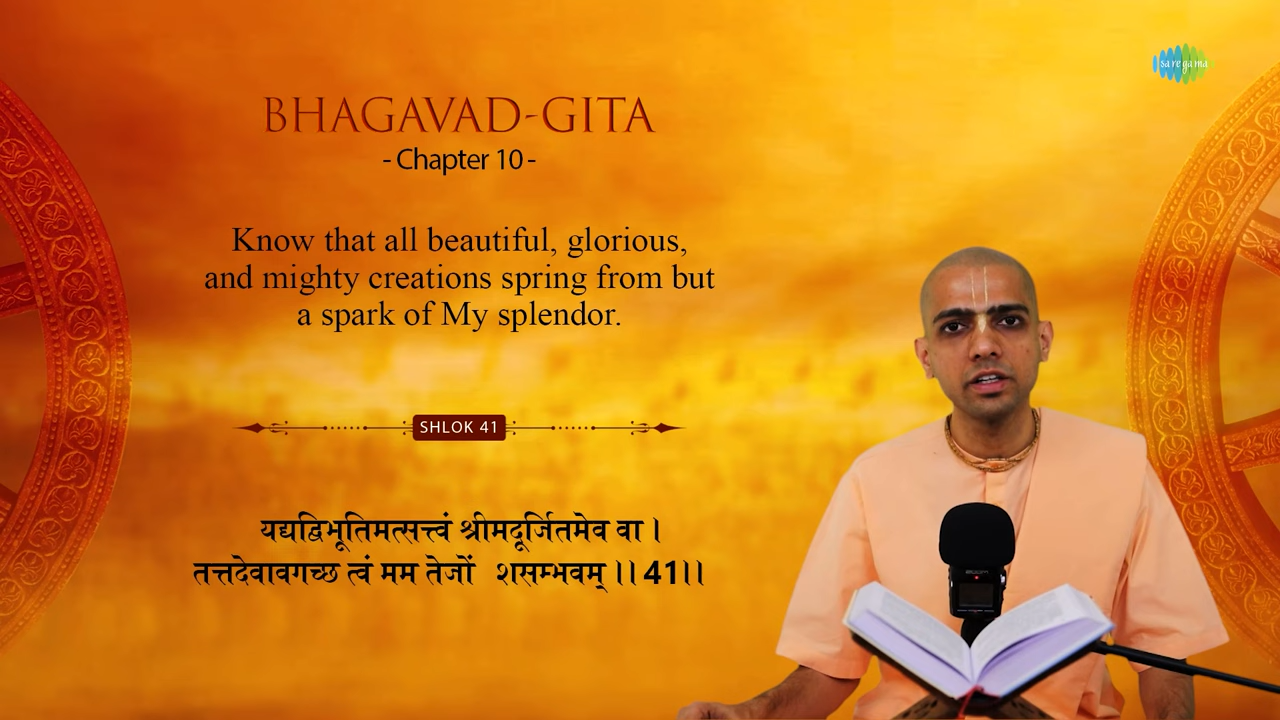 saregama
BHAGAVAD-GITA
- Chapter 10 -
Know that all beautiful, glorious,
and mighty creations spring from but
a spark of My splendor.
SHLOK 41
यद्यद्विभूतिमत्सत्त्वं श्रीमदूर्जितमेव वा ।
तत्तदेवावगच्छ त्वं मम तेजों शसम्भवम् ।। 41।।